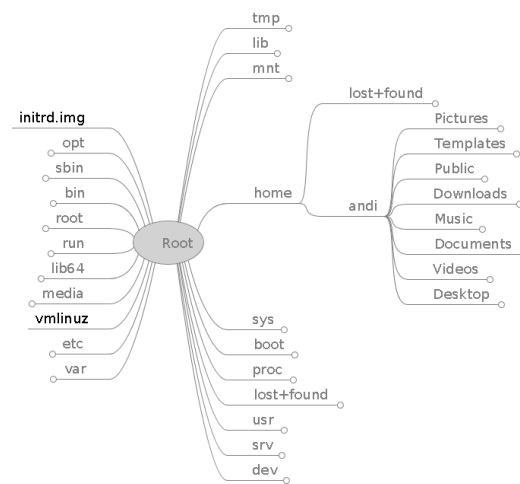 tmp
lib
mnt
lost+found
Pictures
Templates
Public
Downloads
Music
Documents
Videos
Desktop
home
andi
initrd.img
opt
sbin
bin
root
run
lib64
media
vmlinuz
etc
var
Root
sys
boot
proc
lost+found
usr
srv
dev